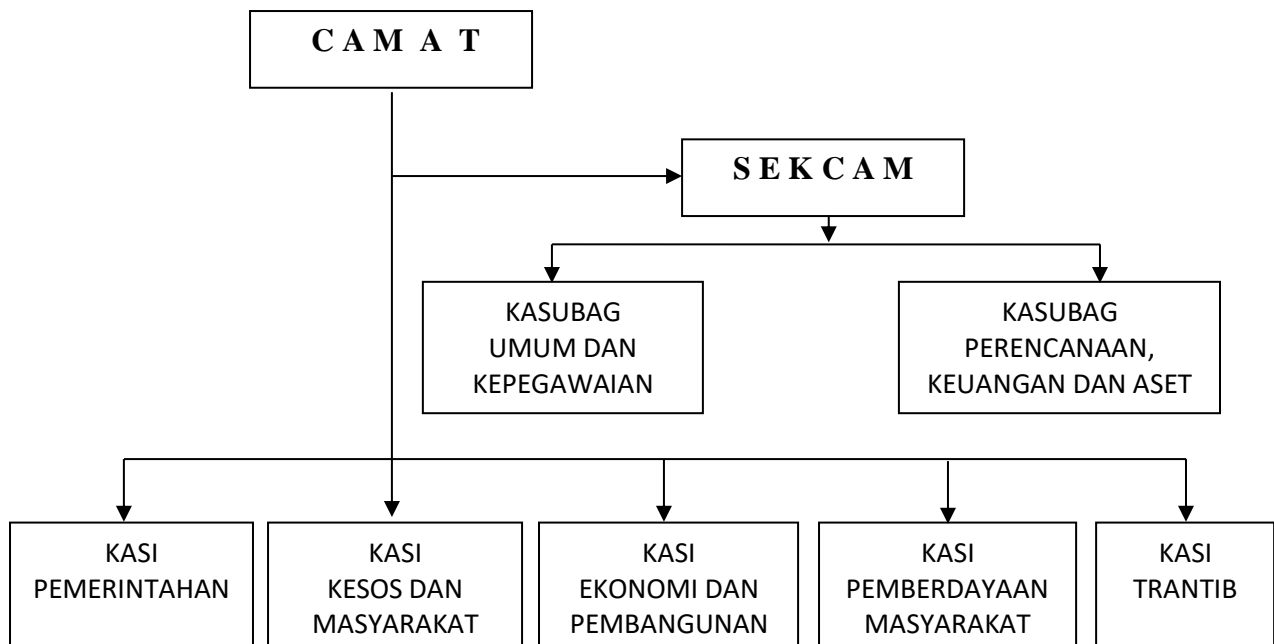 C A M A T
S E K C A M
KASUBAG
UMUM DAN
KEPEGAWAIAN
KASUBAG
PERENCANAAN,
KEUANGAN DAN ASET
KASI
PEMERINTAHAN
KASI
KESOS DAN
MASYARAKAT
KASI
EKONOMI DAN
PEMBANGUNAN
KASI
PEMBERDAYAAN
MASYARAKAT
KASI
TRANTIB